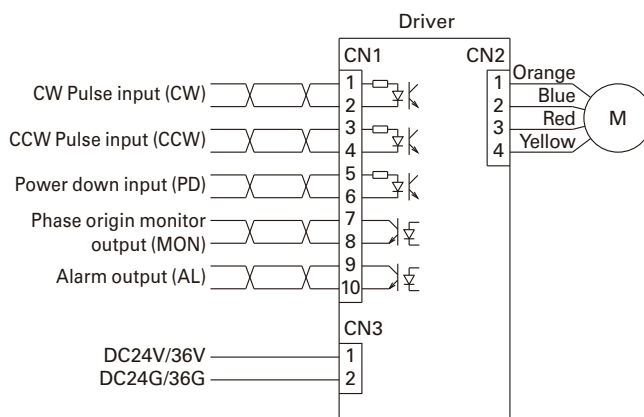 Driver
CN1
CN2
CW Pulse input (CW)
1
2
CCW Pulse input (CCW)
3
4
Power down input (PD)
5
6
Phase origin monitor
output (MON)
7
8
Alarm output (AL)
9
10
1
Orange
2
Blue
3
Red
4
Yellow
M
CN3
DC24V/36V
1
DC24G/36G
2